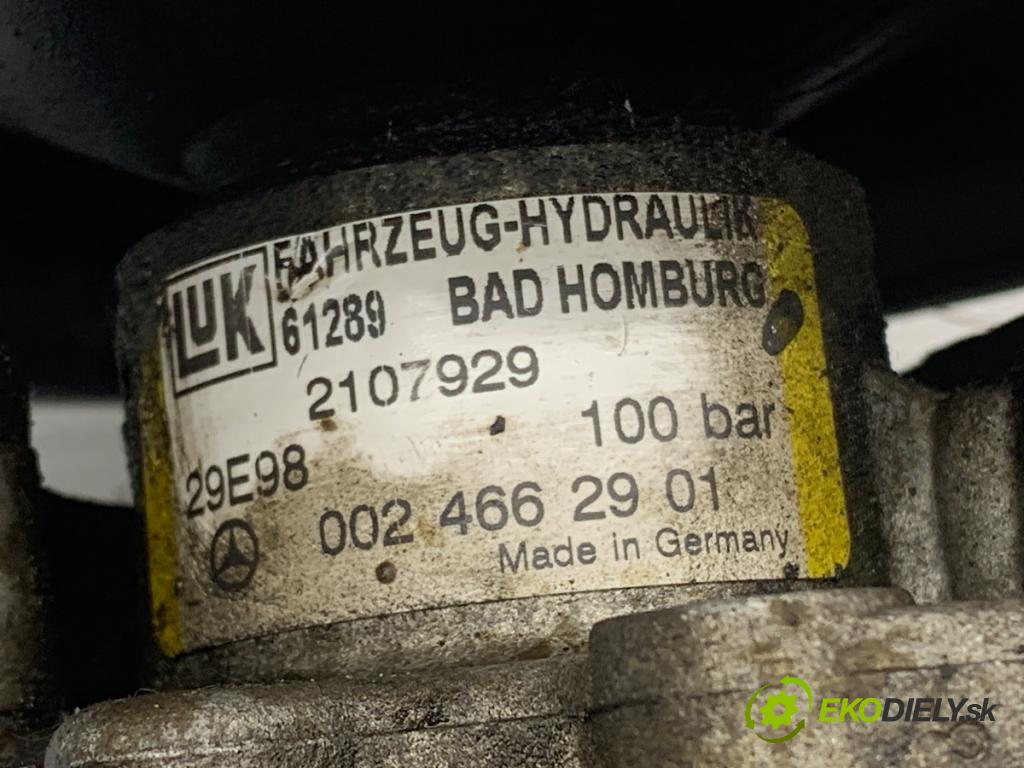 LUK FAHRZEUG-HYDRAULIK
61289 BAD HOMBURG
2107929
29E98 100 bar
002 466 29 01
Made in Germany
EKODIELY.sk